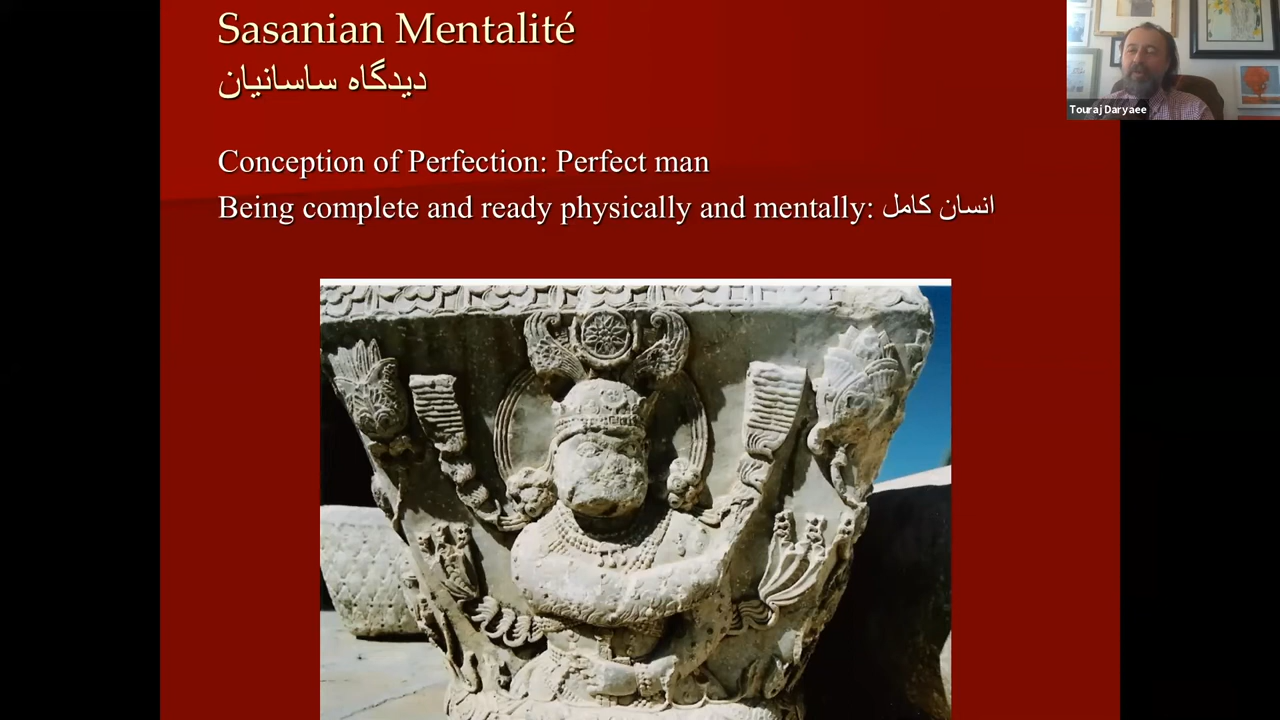 Sasanian Mentalité
دیدگاه ساسانیان
Conception of Perfection: Perfect man
Being complete and ready physically and mentally: انسان کامل
Touraj Daryaee